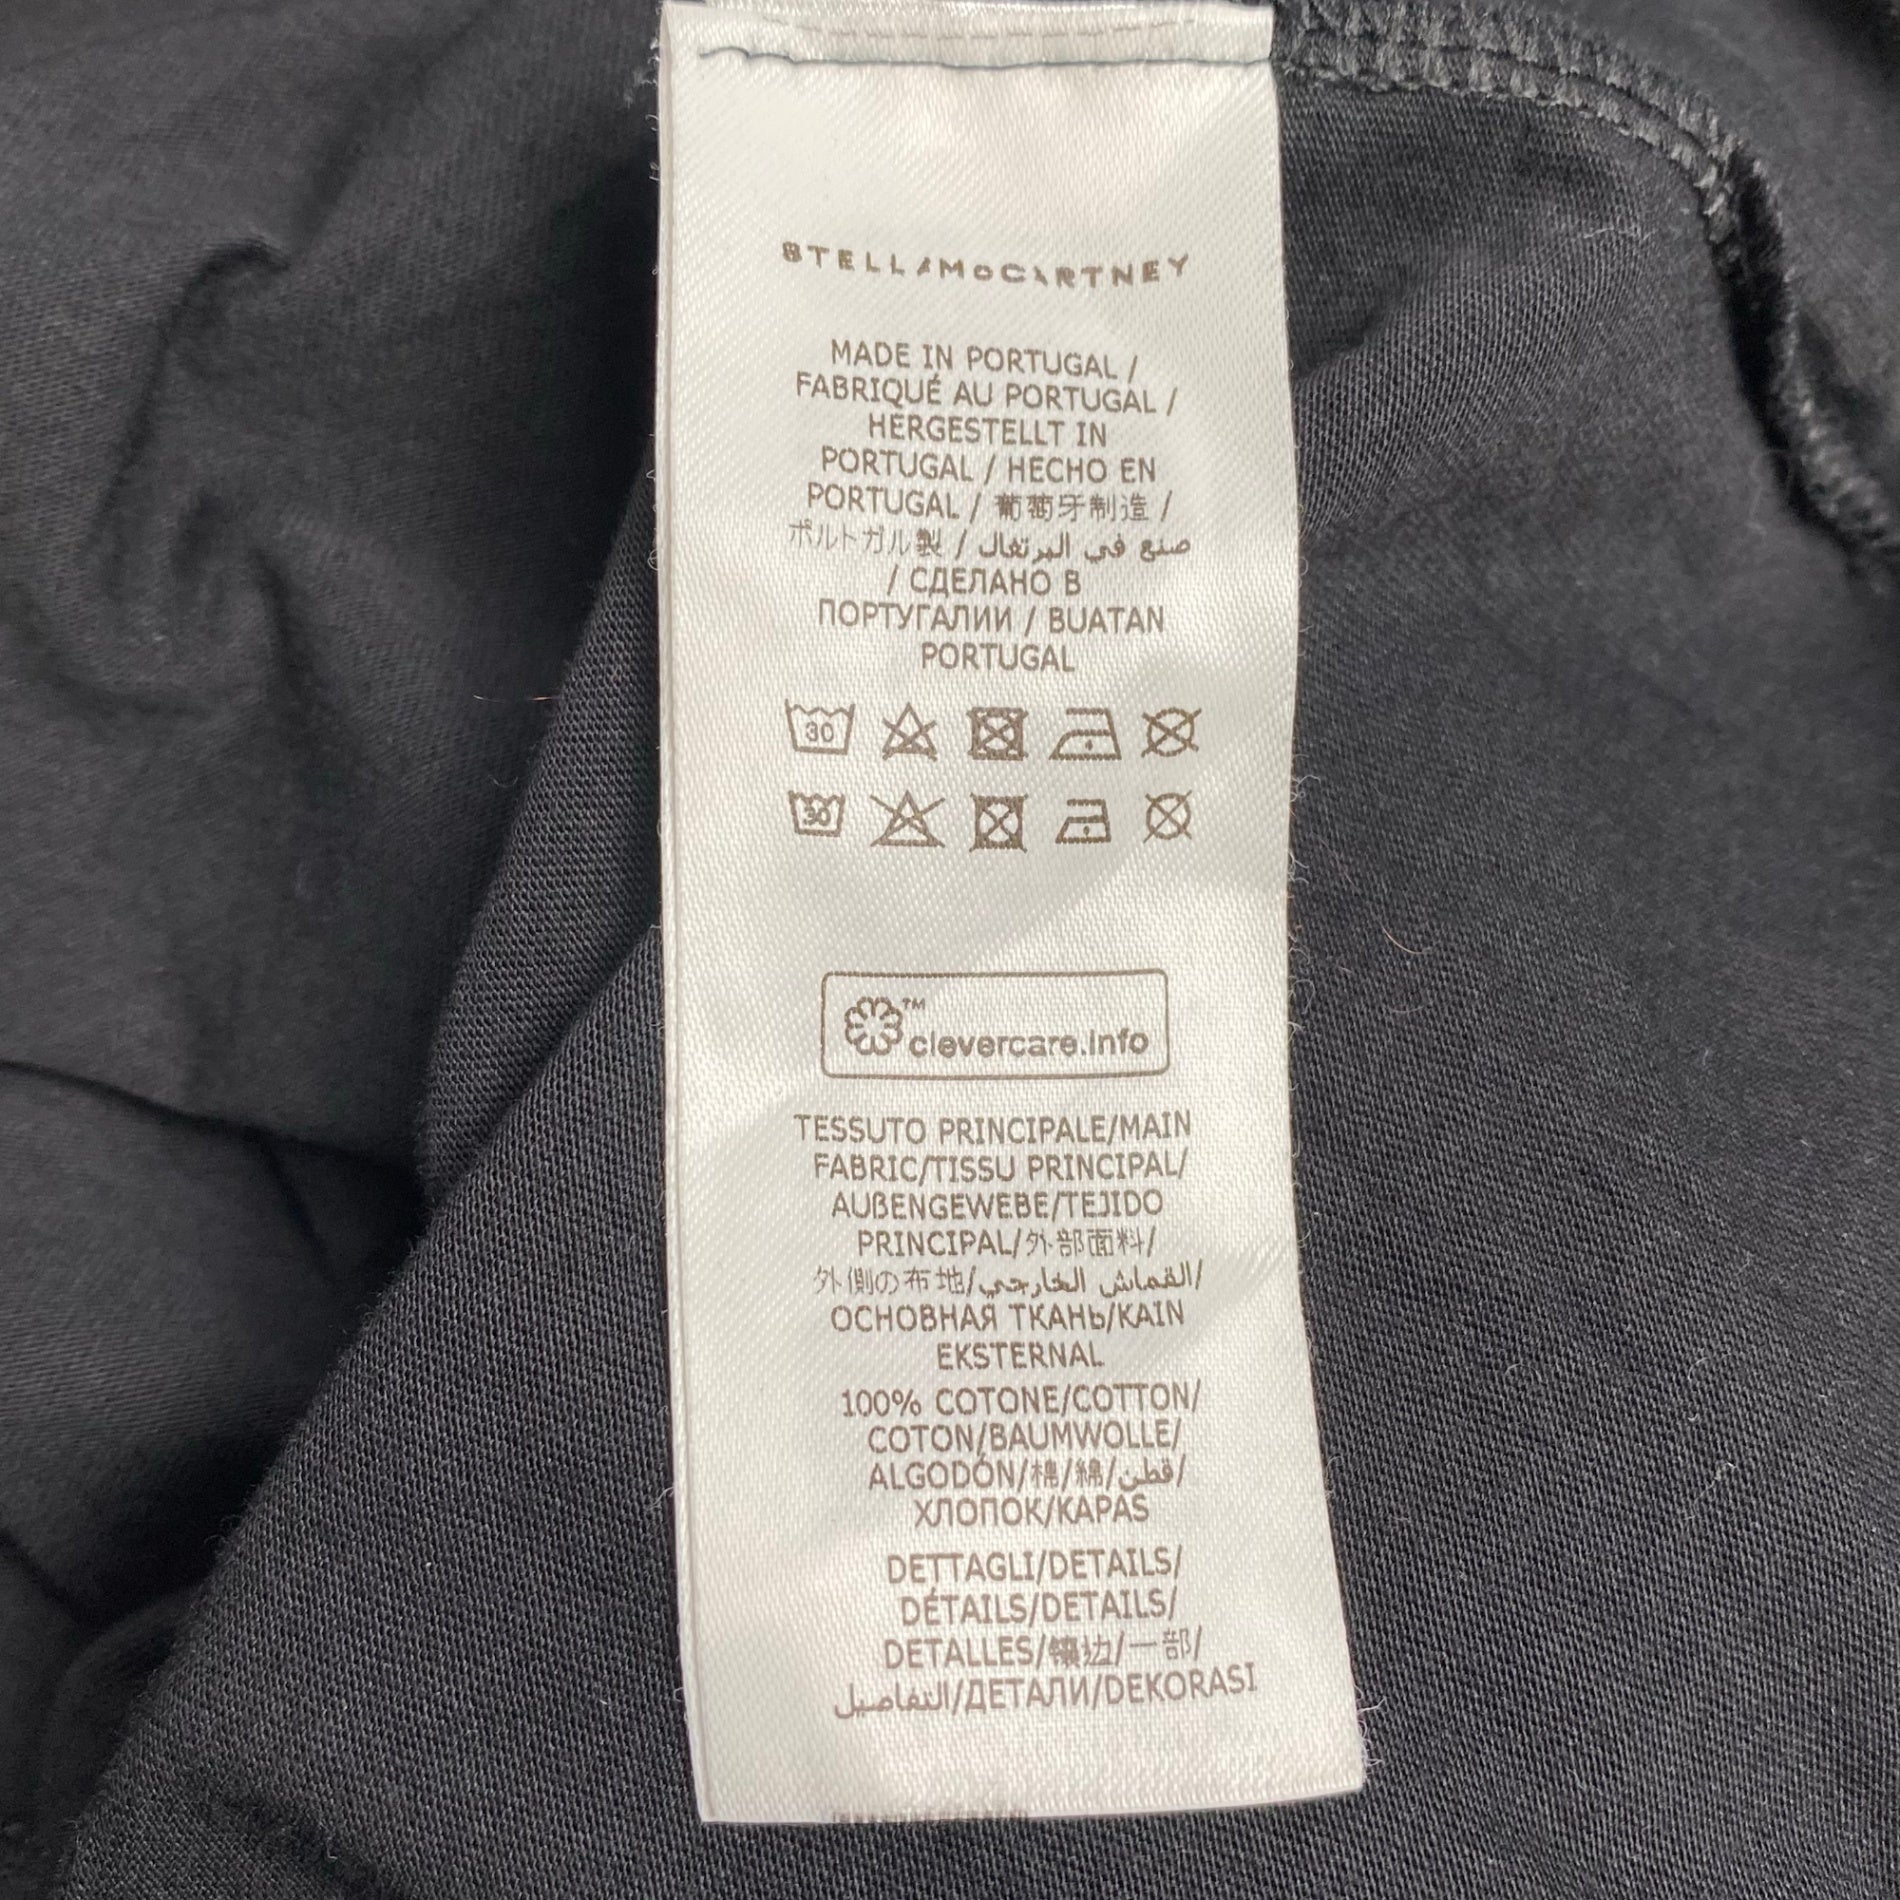 STELLA McCARTNEY
MADE IN PORTUGAL /
FABRIQUÉ AU PORTUGAL /
HERGESTELLT IN
PORTUGAL / HECHO EN
PORTUGAL / 葡萄牙制造 /
ポルトガル製 / صنع في البرتغال
/ СДЕЛАНО В
ПОРТУГАЛИИ / BUATAN
PORTUGAL
30
30
™
clevercare.info
TESSUTO PRINCIPALE/MAIN
FABRIC/TISSU PRINCIPAL/
AUßENGEWEBE/TEJIDO
PRINCIPAL/外部面料/
外側の布地/القماش الخارجي/
ОСНОВНАЯ ТКАНЬ/KAIN
EKSTERNAL
100% COTONE/COTTON/
COTON/BAUMWOLLE/
ALGODÓN/棉/綿/قطن/
ХЛОПОК/KAPAS
DETTAGLI/DETAILS/
DÉTAILS/DETAILS/
DETALLES/镶边/一部/
التفاصيل/ДЕТАЛИ/DEKORASI